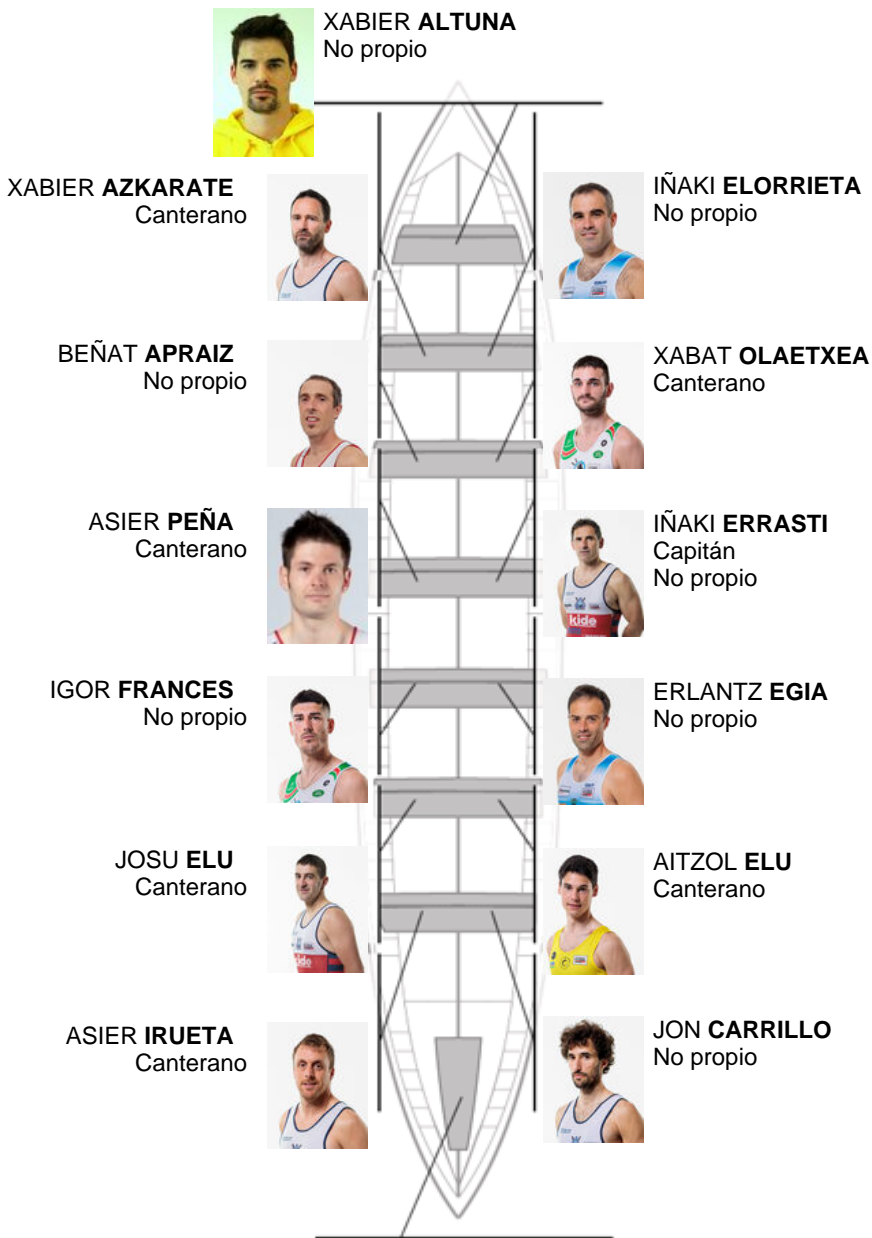 XABIER ALTUNA
No propio
XABIER AZKARATE
Canterano
IÑAKI ELORRIETA
No propio
BEÑAT APRAIZ
No propio
XABAT OLAETXEA
Canterano
ASIER PEÑA
Canterano
IÑAKI ERRASTI
Capitán
No propio
kide
IGOR FRANCES
No propio
ERLANTZ EGIA
No propio
JOSU ELU
Canterano
kide
AITZOL ELU
Canterano
ASIER IRUETA
Canterano
JON CARRILLO
No propio